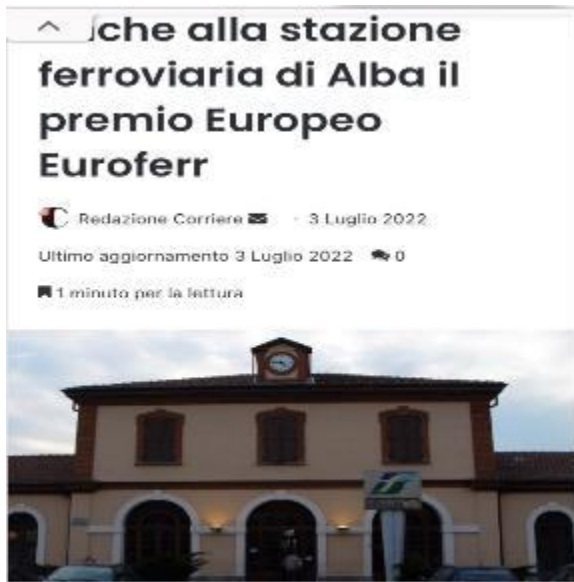 che alla stazione
ferroviaria di Alba il
premio Europeo
Euroferr
Redazione Corriere - 3 Luglio 2022
Ultimo aggiornamento 3 Luglio 2022 0
1 minuto per la lettura